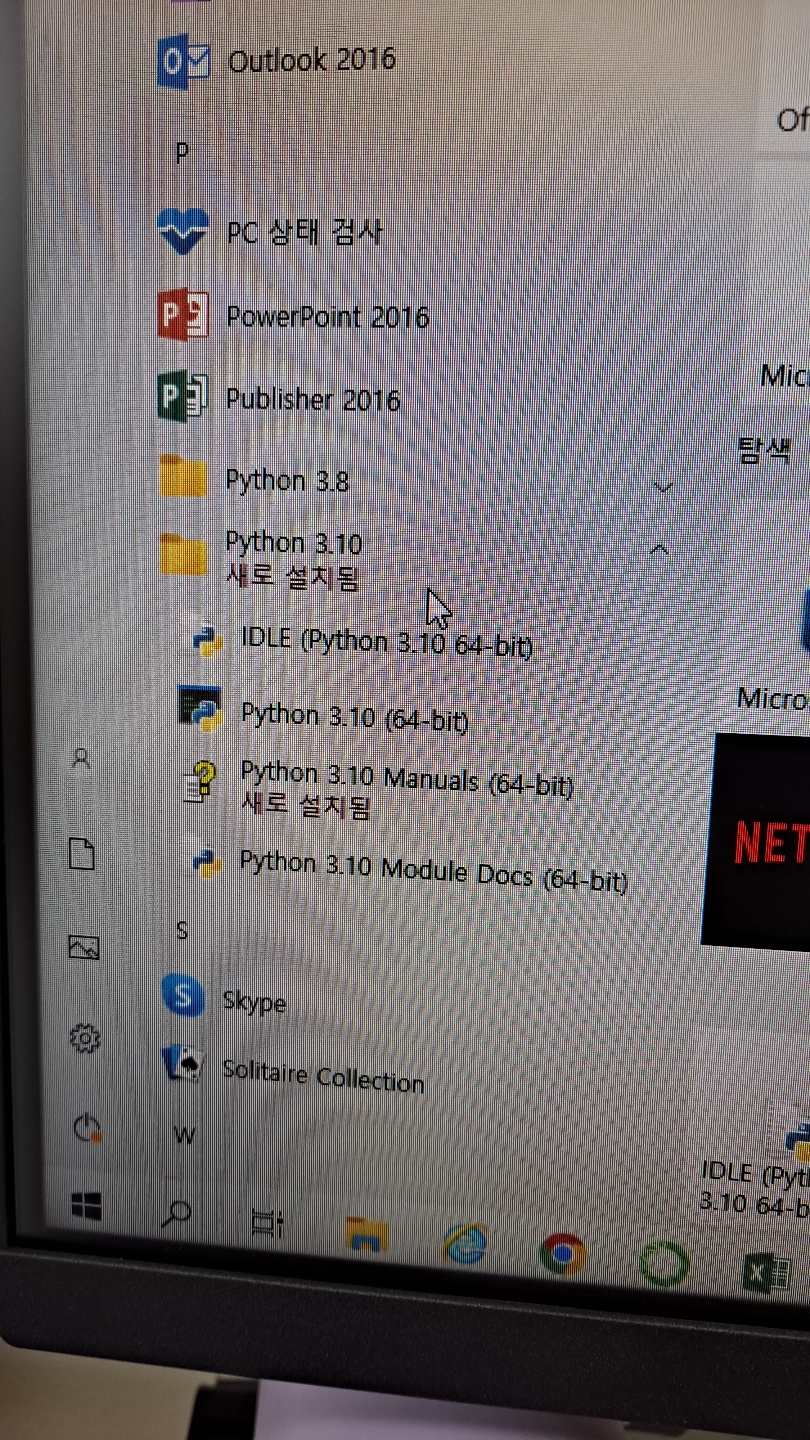 Outlook 2016
Of
P
PC 상태 검사
PowerPoint 2016
Mic
Publisher 2016
탐색
Python 3.8
Python 3.10
새로 설치됨
IDLE (Python 3.10 64-bit)
Python 3.10 (64-bit)
Micro
Python 3.10 Manuals (64-bit)
새로 설치됨
NET
Python 3.10 Module Docs (64-bit)
S
Skype
Solitaire Collection
W
IDLE (Pyt
3.10 64-b